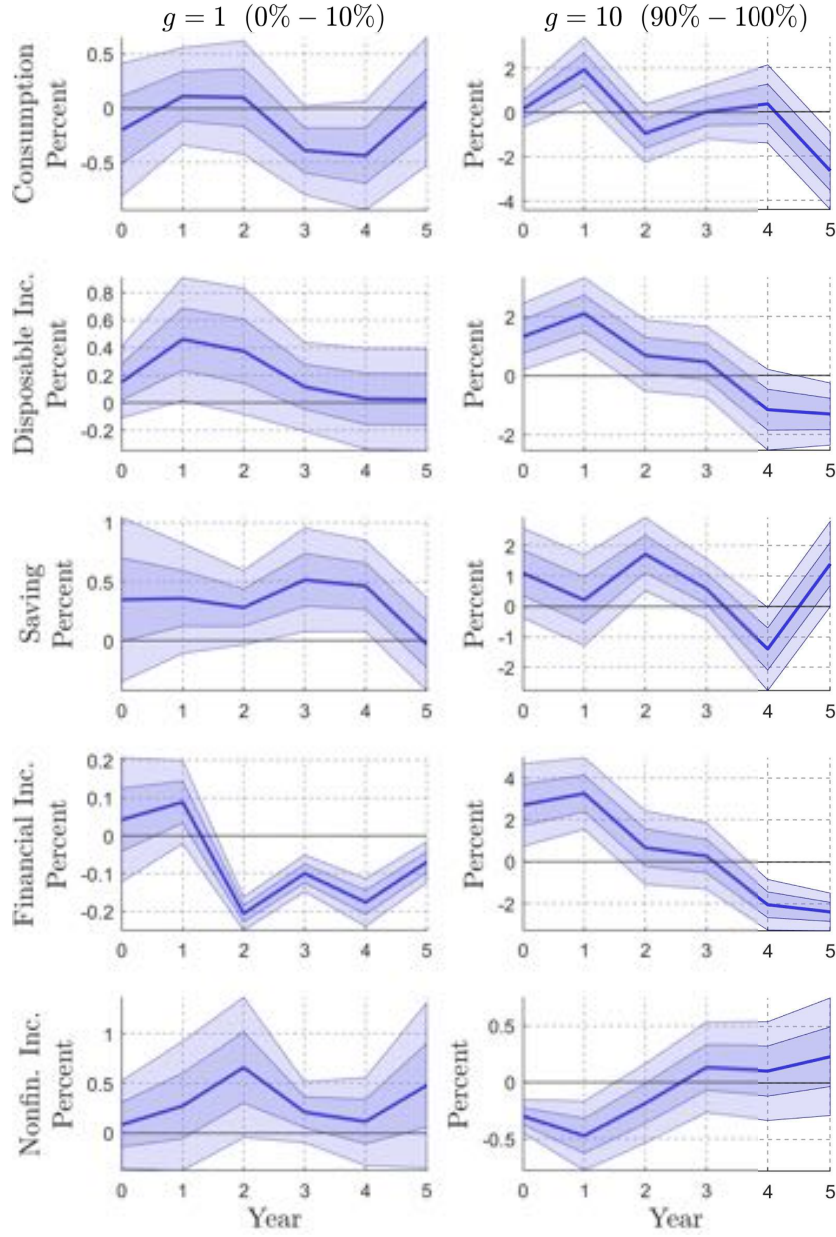 g = 1 (0% − 10%) g = 10 (90% − 100%)
Consumption
Percent
0.5
0
-0.5
0 1 2 3 4 5
Percent
2
0
-2
-4
0 1 2 3 4 5
Disposable Inc.
Percent
0.8
0.6
0.4
0.2
0
-0.2
0 1 2 3 4 5
Percent
2
0
-2
0 1 2 3 4 5
Saving
Percent
1
0.5
0
0 1 2 3 4 5
Percent
2
1
0
-1
-2
0 1 2 3 4 5
Financial Inc.
Percent
0.2
0.1
0
-0.1
-0.2
0 1 2 3 4 5
Percent
4
2
0
-2
0 1 2 3 4 5
Nonfin. Inc.
Percent
1
0.5
0
0 1 2 3 4 5
Year
Percent
0.5
0
-0.5
0 1 2 3 4 5
Year